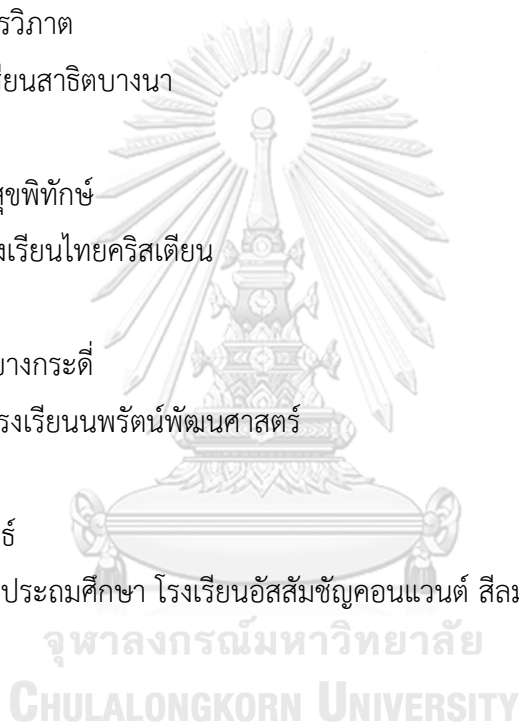 รวิภาต
รียนสาธิตบางนา
สุขพิทักษ์
งเรียนไทยคริสเตียน
บางกระดี่
รงเรียนนพรัตน์พัฒนศาสตร์
ธ์
ประถมศึกษา โรงเรียนอัสสัมชัญคอนแวนต์ สีลม
จุฬาลงกรณ์มหาวิทยาลัย
CHULALONGKORN UNIVERSITY